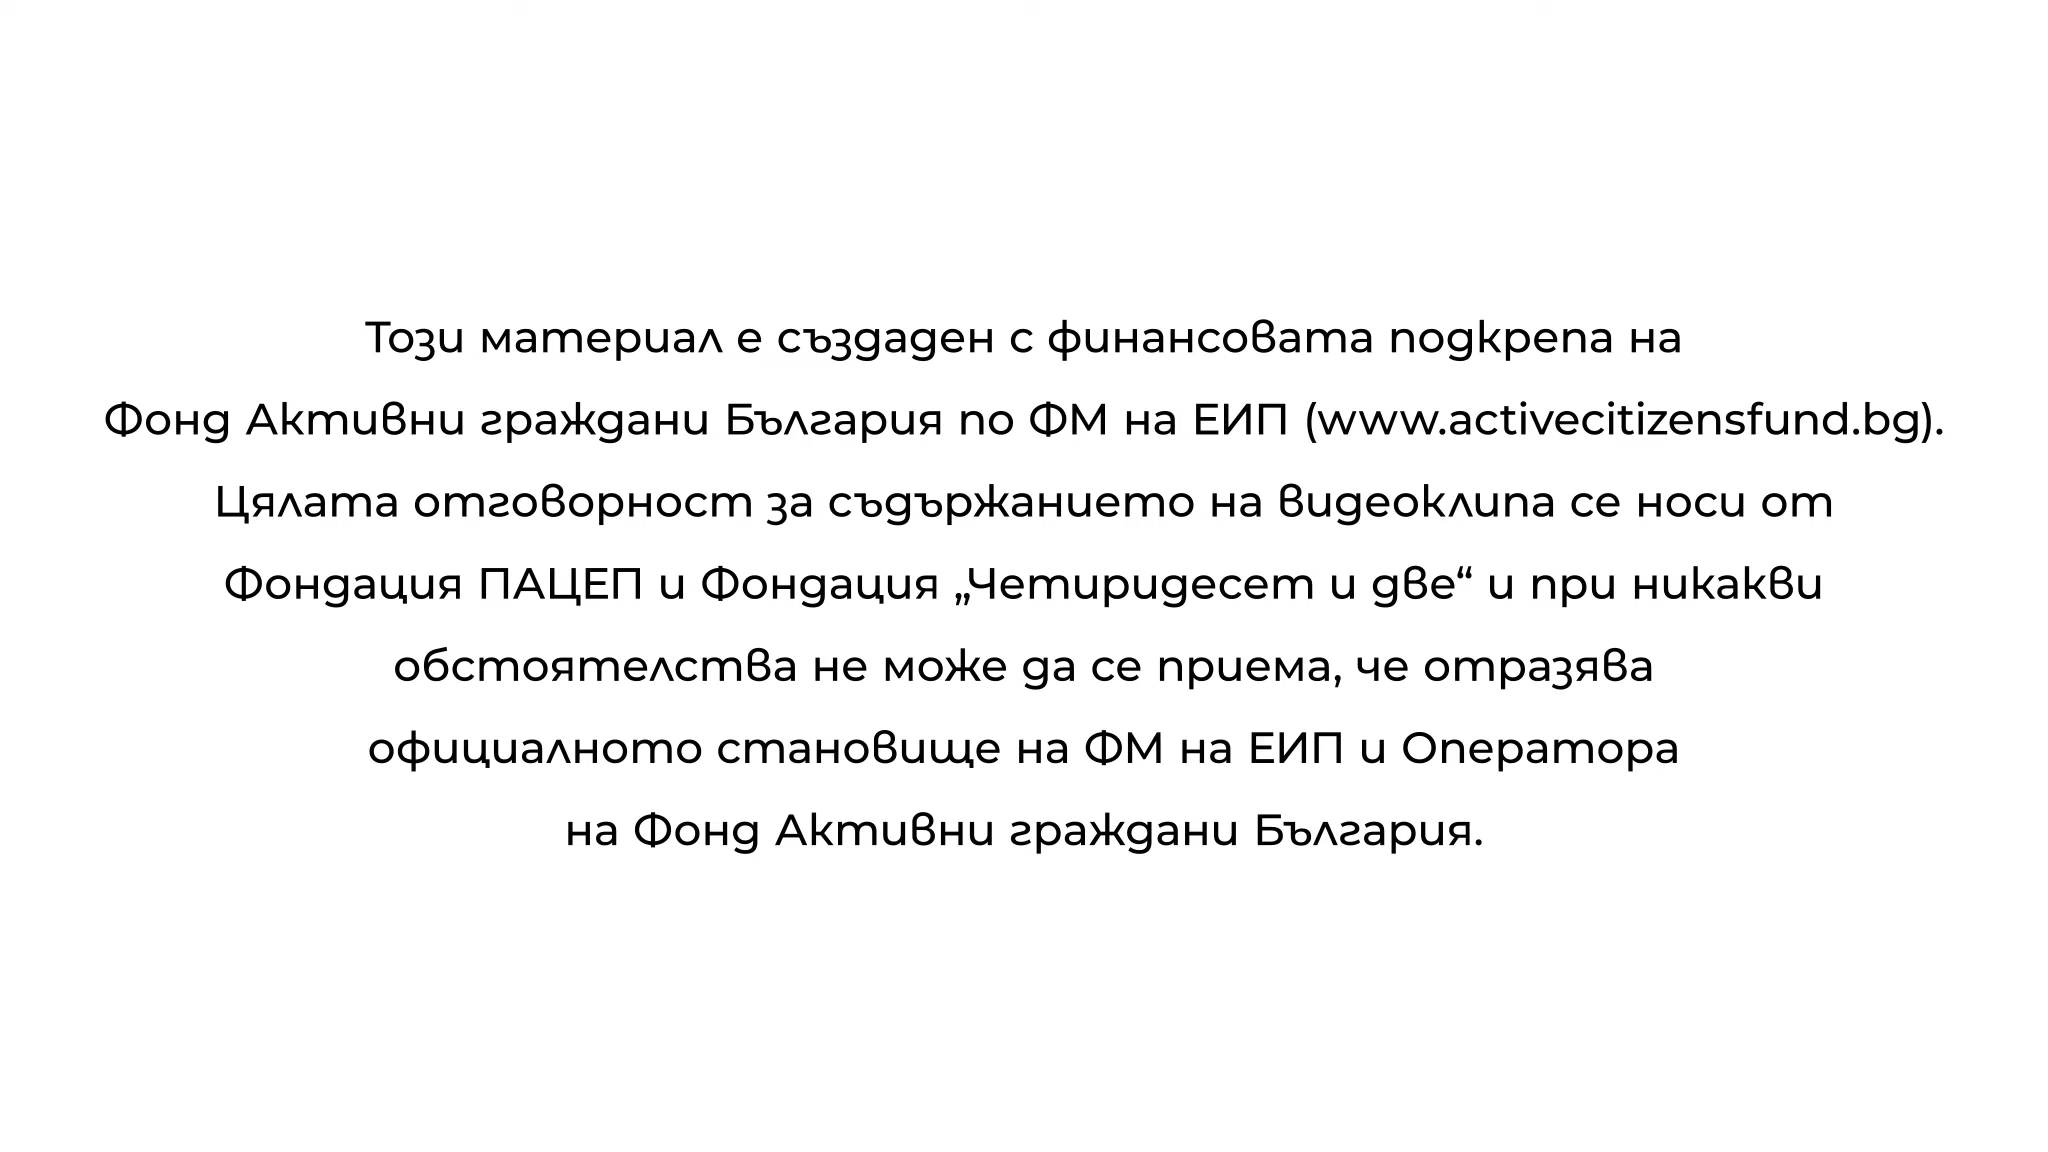 Този материал е създаден с финансовата подкрепа на
Фонд Активни граждани България по ФМ на ЕИП (www.activecitizensfund.bg).
Цялата отговорност за съдържанието на видеоклипа се носи от
Фондация ПАЦЕП и Фондация „Четиридесет и две“ и при никакви
обстоятелства не може да се приема, че отразява
официалното становище на ФМ на ЕИП и Оператора
на Фонд Активни граждани България.